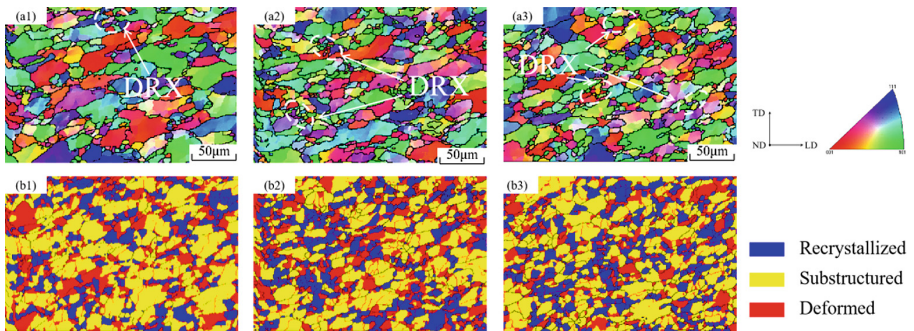 (a1)
DRX
50μm
(a2)
DRX
50μm
(a3)
DRX
50μm
TD
ND
LD
111
001
101
(b1)
(b2)
(b3)
Recrystallized
Substructured
Deformed